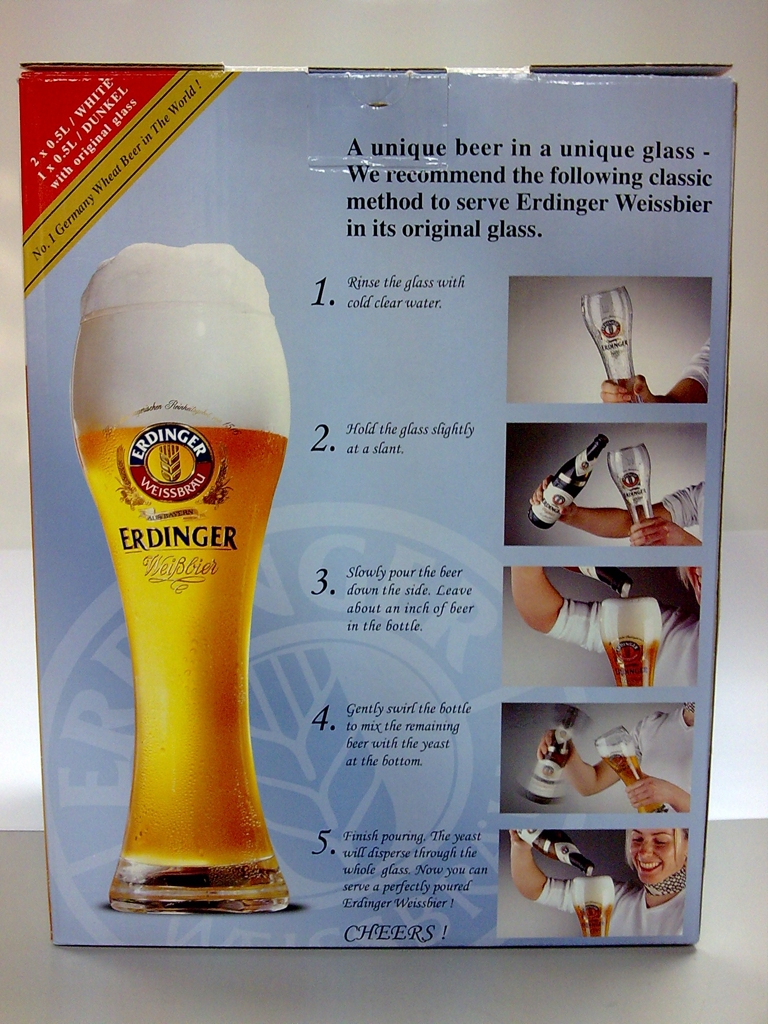 2 x 0.5L / WHITE
1 x 0.5L / DUNKEL
with original glass
No. 1 Germany Wheat Beer in The World !
A unique beer in a unique glass -
We recommend the following classic
method to serve Erdinger Weissbier
in its original glass.
1. Rinse the glass with
cold clear water.
2. Hold the glass slightly
at a slant.
3. Slowly pour the beer
down the side. Leave
about an inch of beer
in the bottle.
4. Gently swirl the bottle
to mix the remaining
beer with the yeast
at the bottom.
5. Finish pouring. The yeast
will disperse through the
whole glass. Now you can
serve a perfectly poured
Erdinger Weissbier !
CHEERS !
ERDINGER
WEISSBRÄU
AUS BAYERN
ERDINGER
Weißbier
ERDINGER
ERDINGER